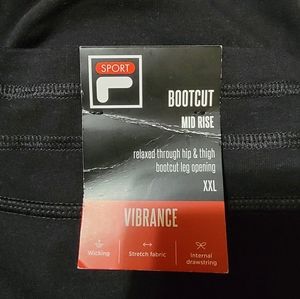 SPORT
BOOTCUT
MID RISE
relaxed through hip & thigh
bootcut leg opening
XXL
VIBRANCE
Wicking
Stretch fabric
Internal
drawstring